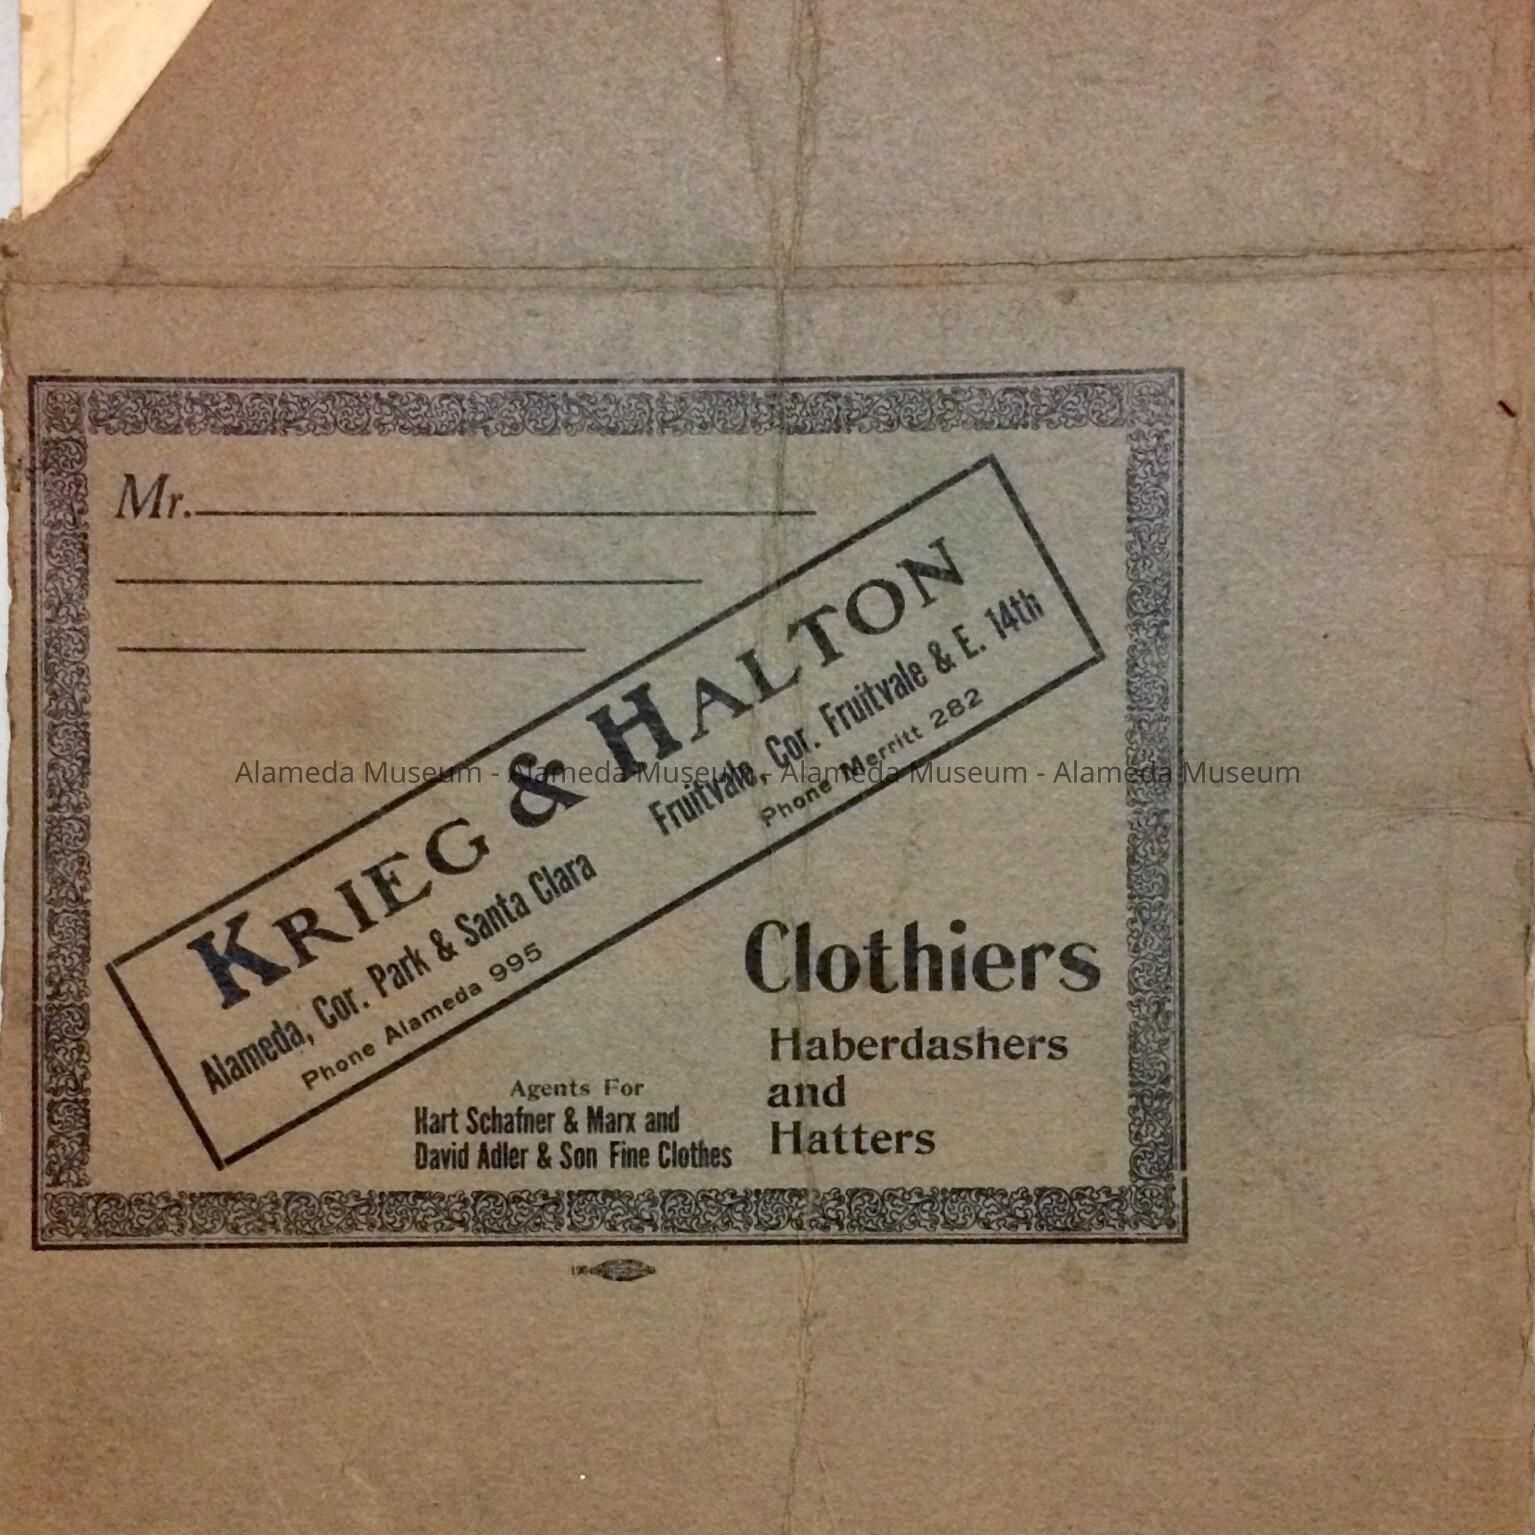 Mr.
KRIEG & HALTON
Alameda, Cor. Park & Santa Clara
Phone Alameda 995
Fruitvale, Cor. Fruitvale & E. 14th
Phone Merritt 282
Alameda Museum - Alameda Museum - Alameda Museum - Alameda Museum
Clothiers
Haberdashers
and
Hatters
Agents For
Hart Schafner & Marx and
David Adler & Son Fine Clothes